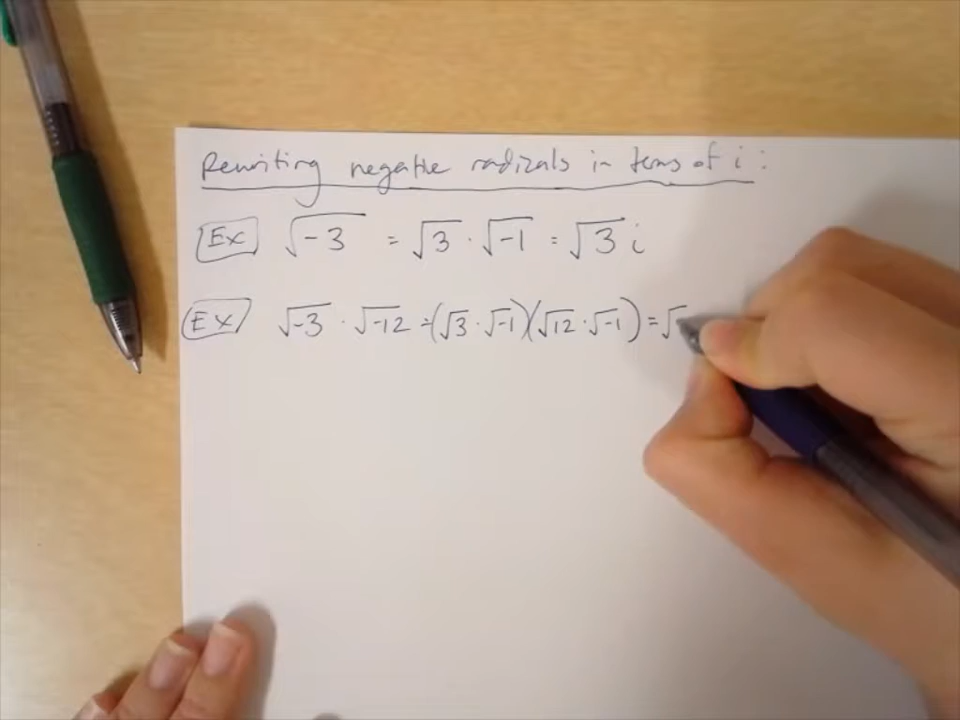 Rewriting negative radicals in terms of i :
Ex √-3 = √3 · √-1 = √3 i
Ex √-3 · √-12 = (√3 · √-1)(√12 · √-1) = √